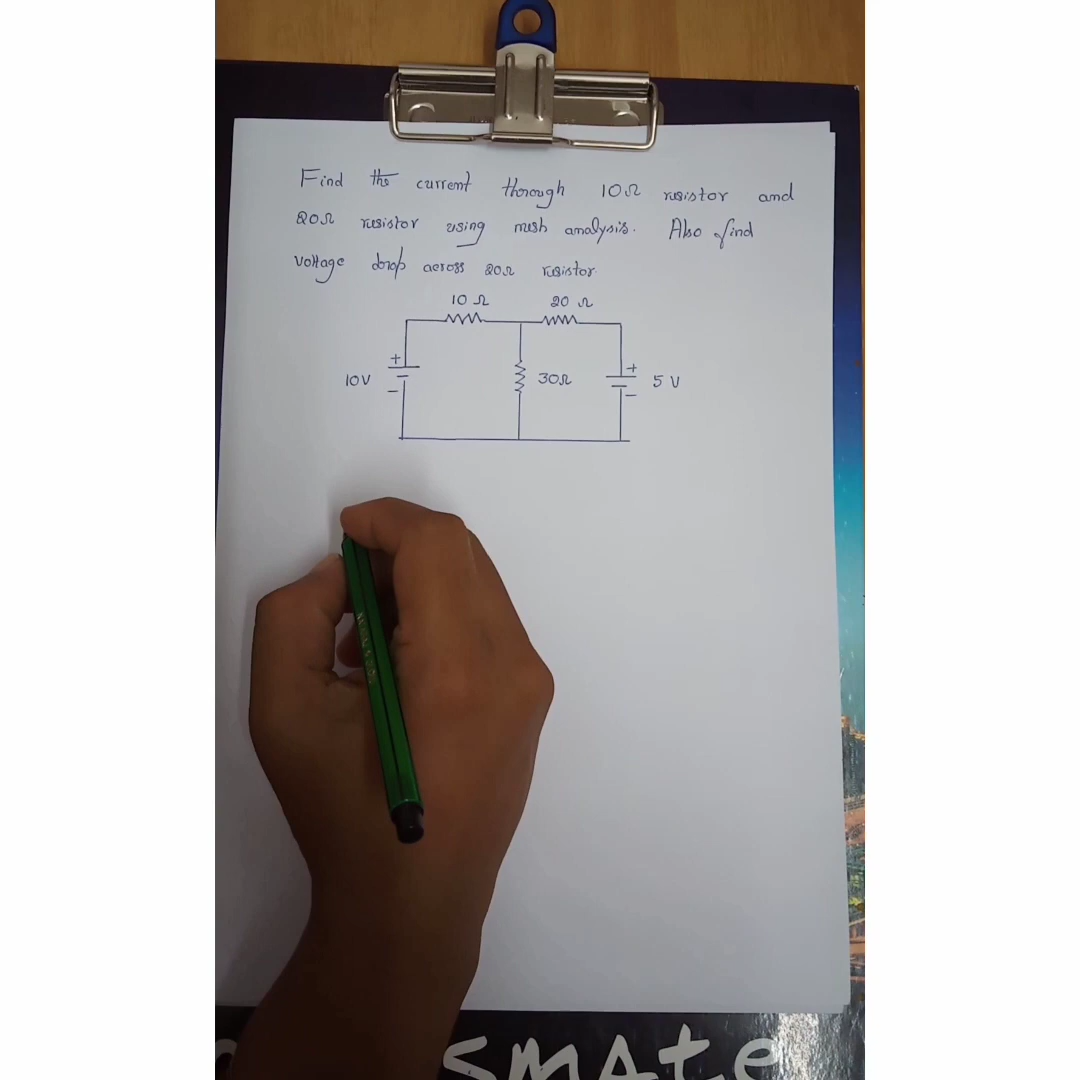 Find the current through 10Ω resistor and
20Ω resistor using mesh analysis. Also find
voltage drop across 20Ω resistor.
10 Ω 20 Ω
+
10V 30Ω + 5 V
− −
smate